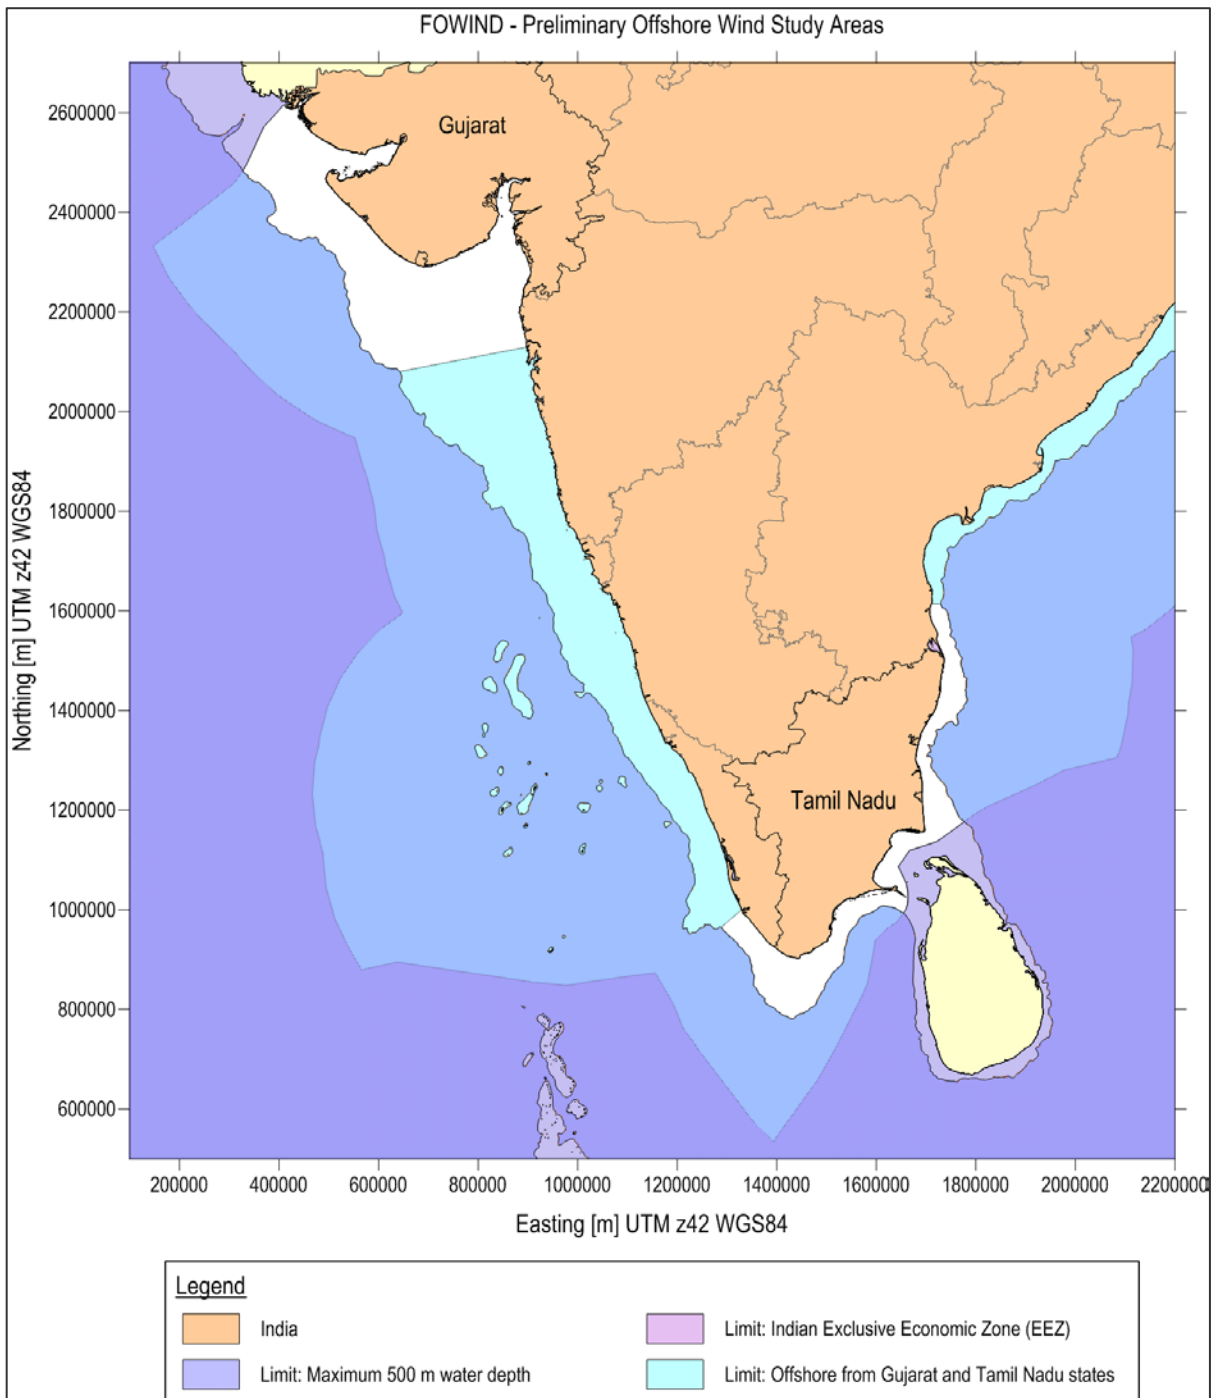 FOWIND - Preliminary Offshore Wind Study Areas
Gujarat
Tamil Nadu
2600000
2400000
2200000
2000000
1800000
1600000
1400000
1200000
1000000
800000
600000
Northing [m] UTM z42 WGS84
200000 400000 600000 800000 1000000 1200000 1400000 1600000 1800000 2000000 2200000
Easting [m] UTM z42 WGS84
Legend
India
Limit: Indian Exclusive Economic Zone (EEZ)
Limit: Maximum 500 m water depth
Limit: Offshore from Gujarat and Tamil Nadu states